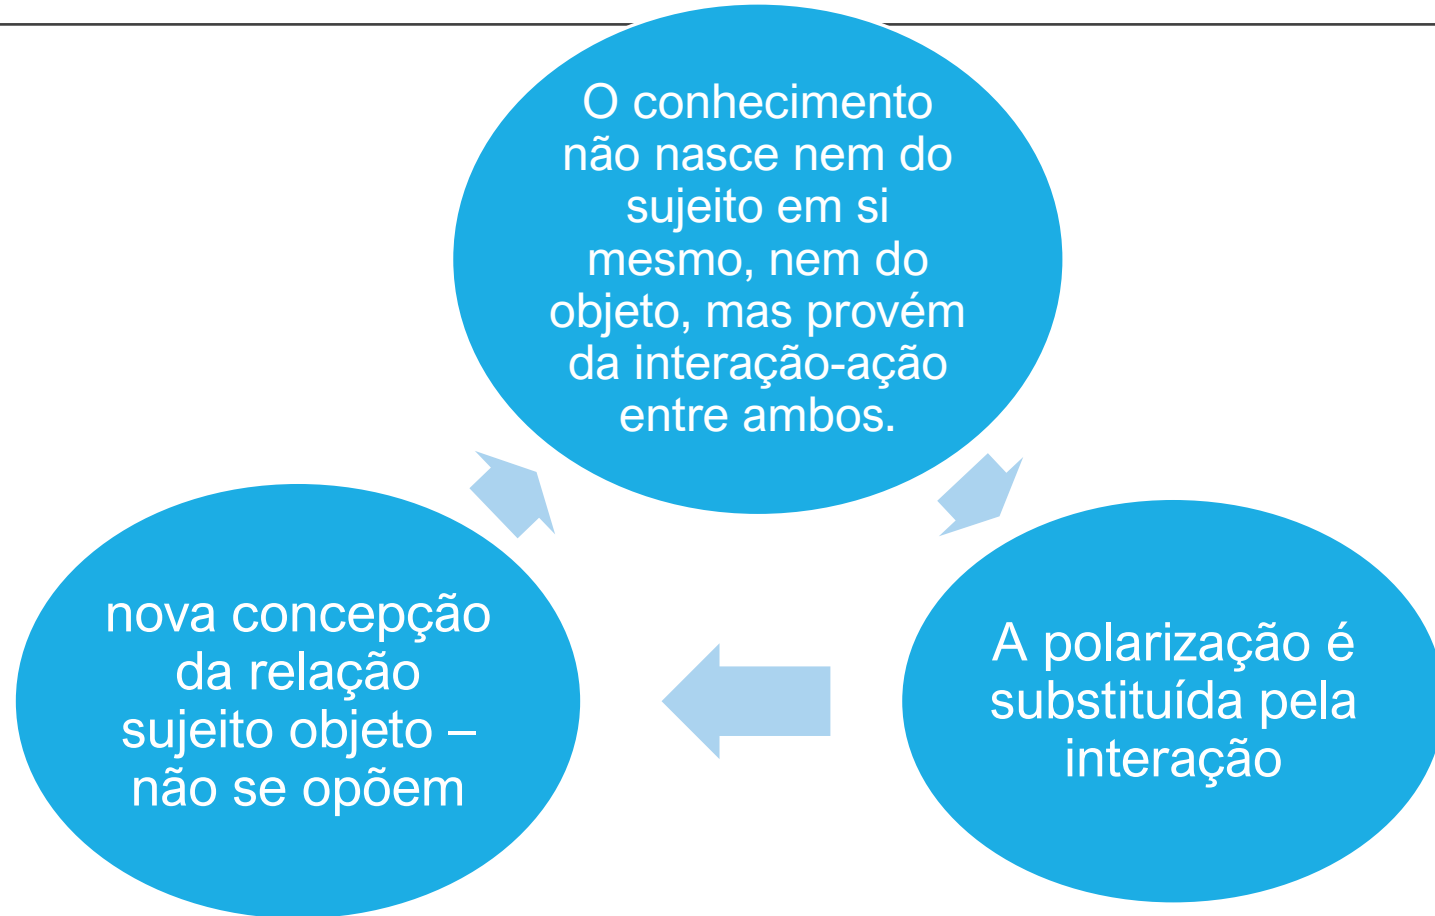 O conhecimento
não nasce nem do
sujeito em si
mesmo, nem do
objeto, mas provém
da interação-ação
entre ambos.
A polarização é
substituída pela
interação
nova concepção
da relação
sujeito objeto –
não se opõem